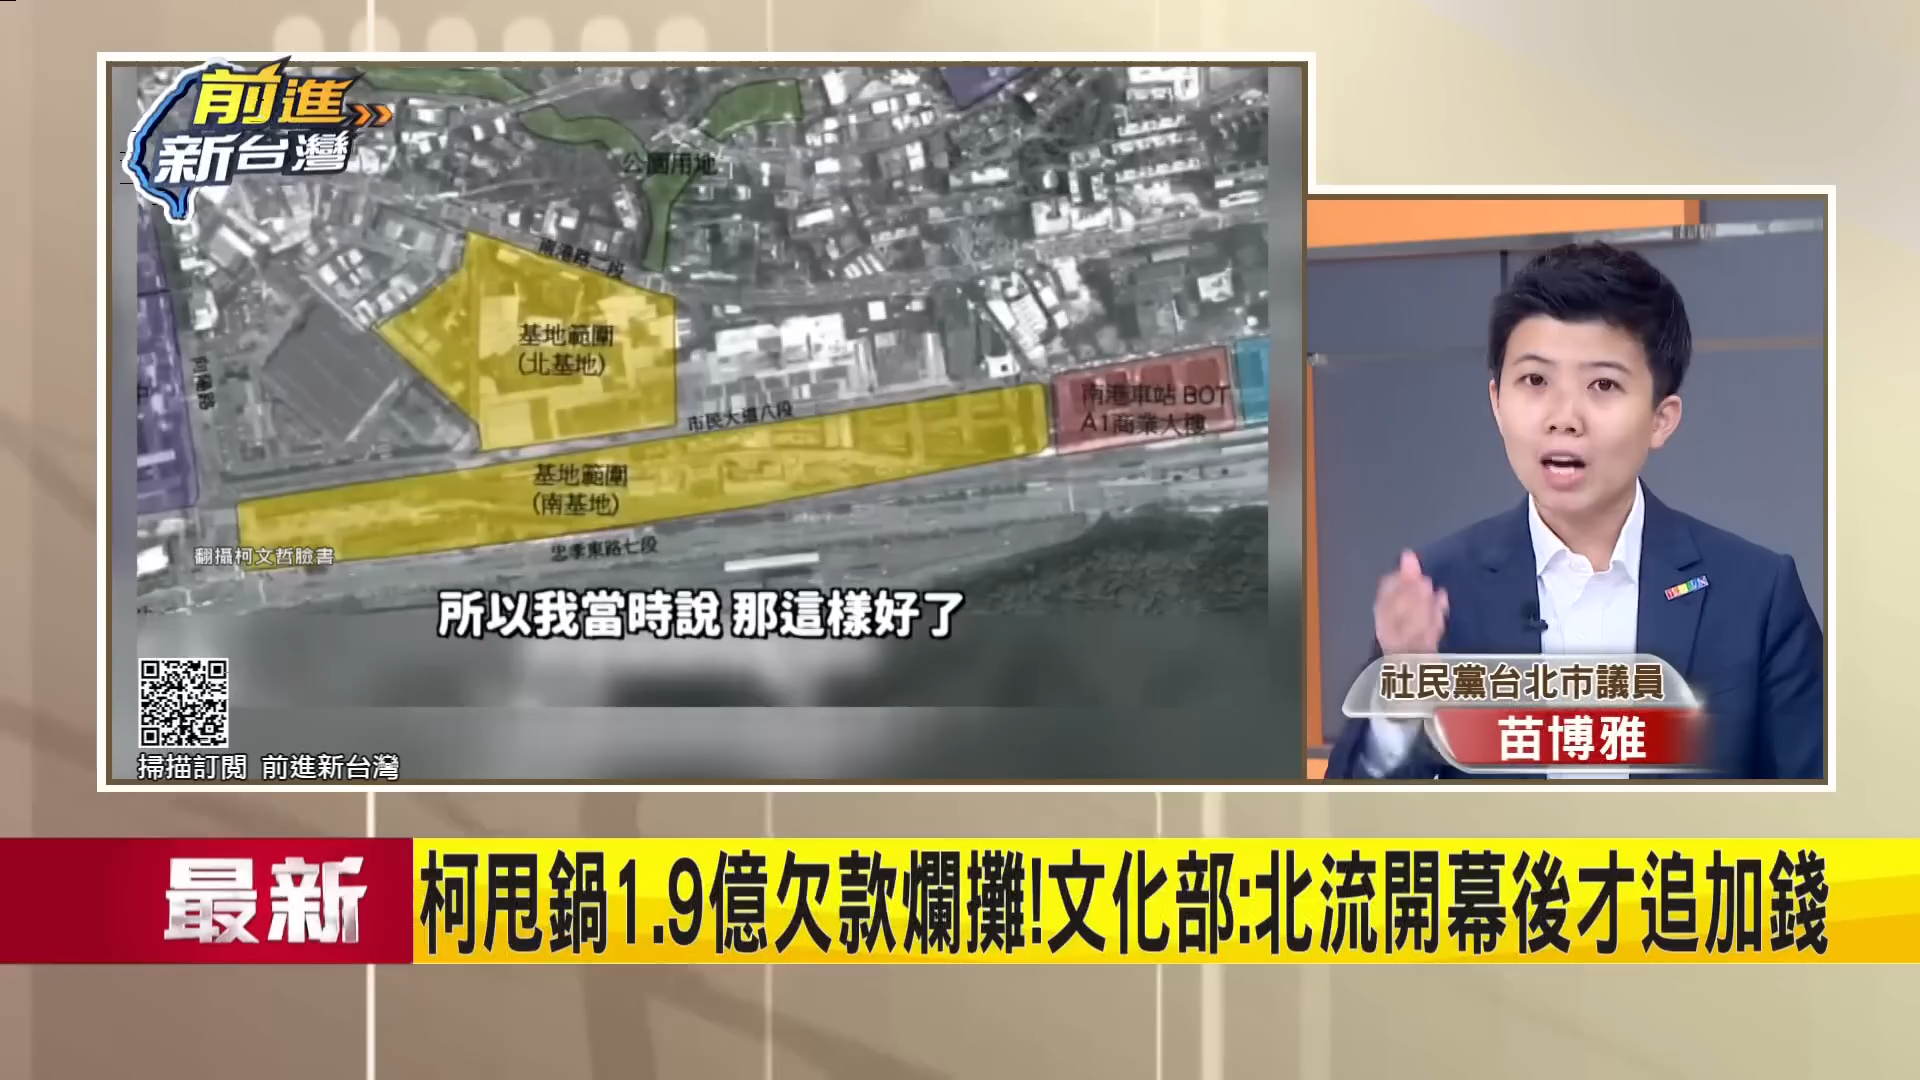 前進
新台灣
公園用地
南港路二段
基地範圍
(北基地)
向陽路
市民大道八段
南港車站 BOT
A1商業大樓
基地範圍
(南基地)
忠孝東路七段
翻攝柯文哲臉書
所以我當時說 那這樣好了
掃描訂閱 前進新台灣
社民黨台北市議員
苗博雅
最新
柯甩鍋1.9億欠款爛攤!文化部:北流開幕後才追加錢